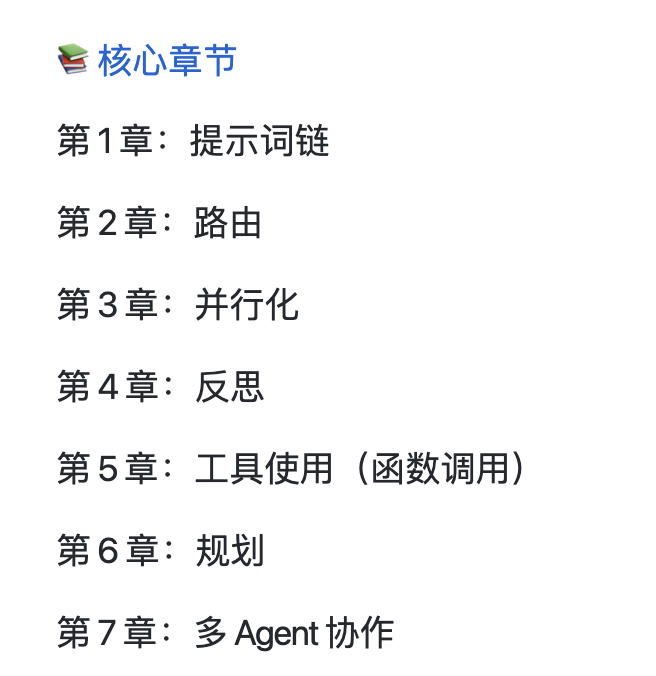 📚 核心章节
第 1 章：提示词链
第 2 章：路由
第 3 章：并行化
第 4 章：反思
第 5 章：工具使用（函数调用）
第 6 章：规划
第 7 章：多 Agent 协作